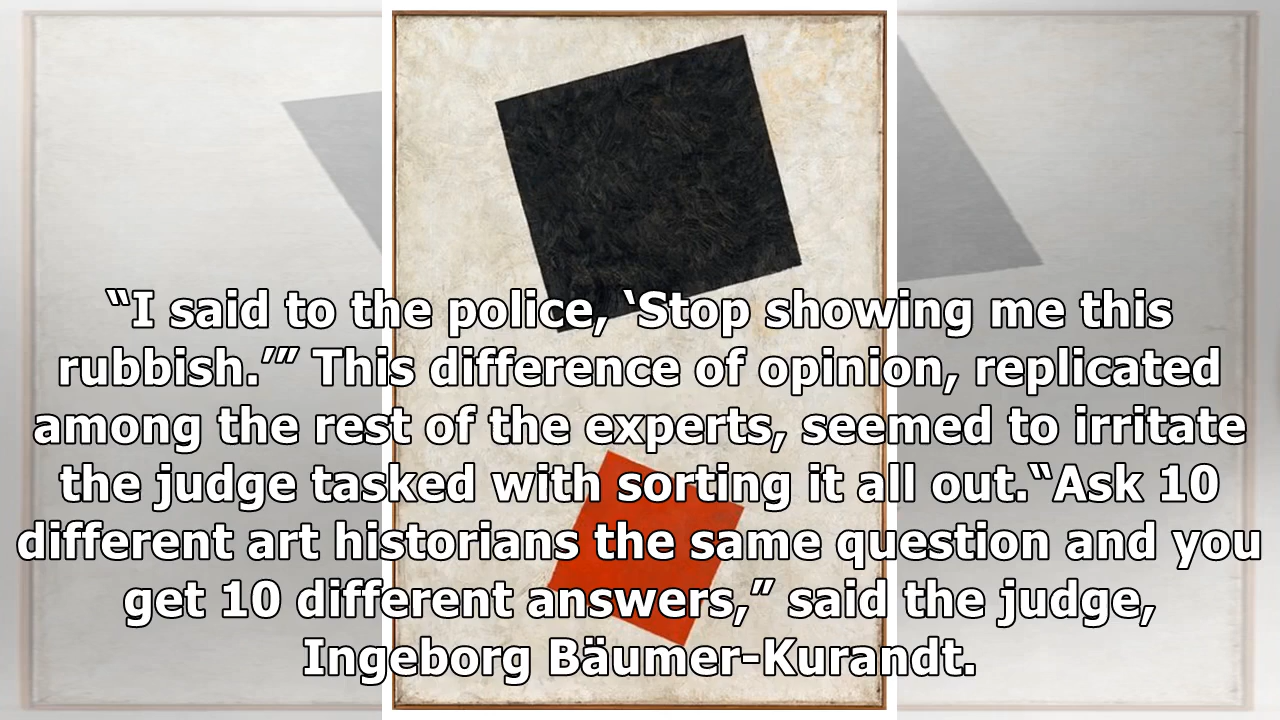 “I said to the police, ‘Stop showing me this
rubbish.’” This difference of opinion, replicated
among the rest of the experts, seemed to irritate
the judge tasked with sorting it all out.“Ask 10
different art historians the same question and you
get 10 different answers,” said the judge,
Ingeborg Bäumer-Kurandt.